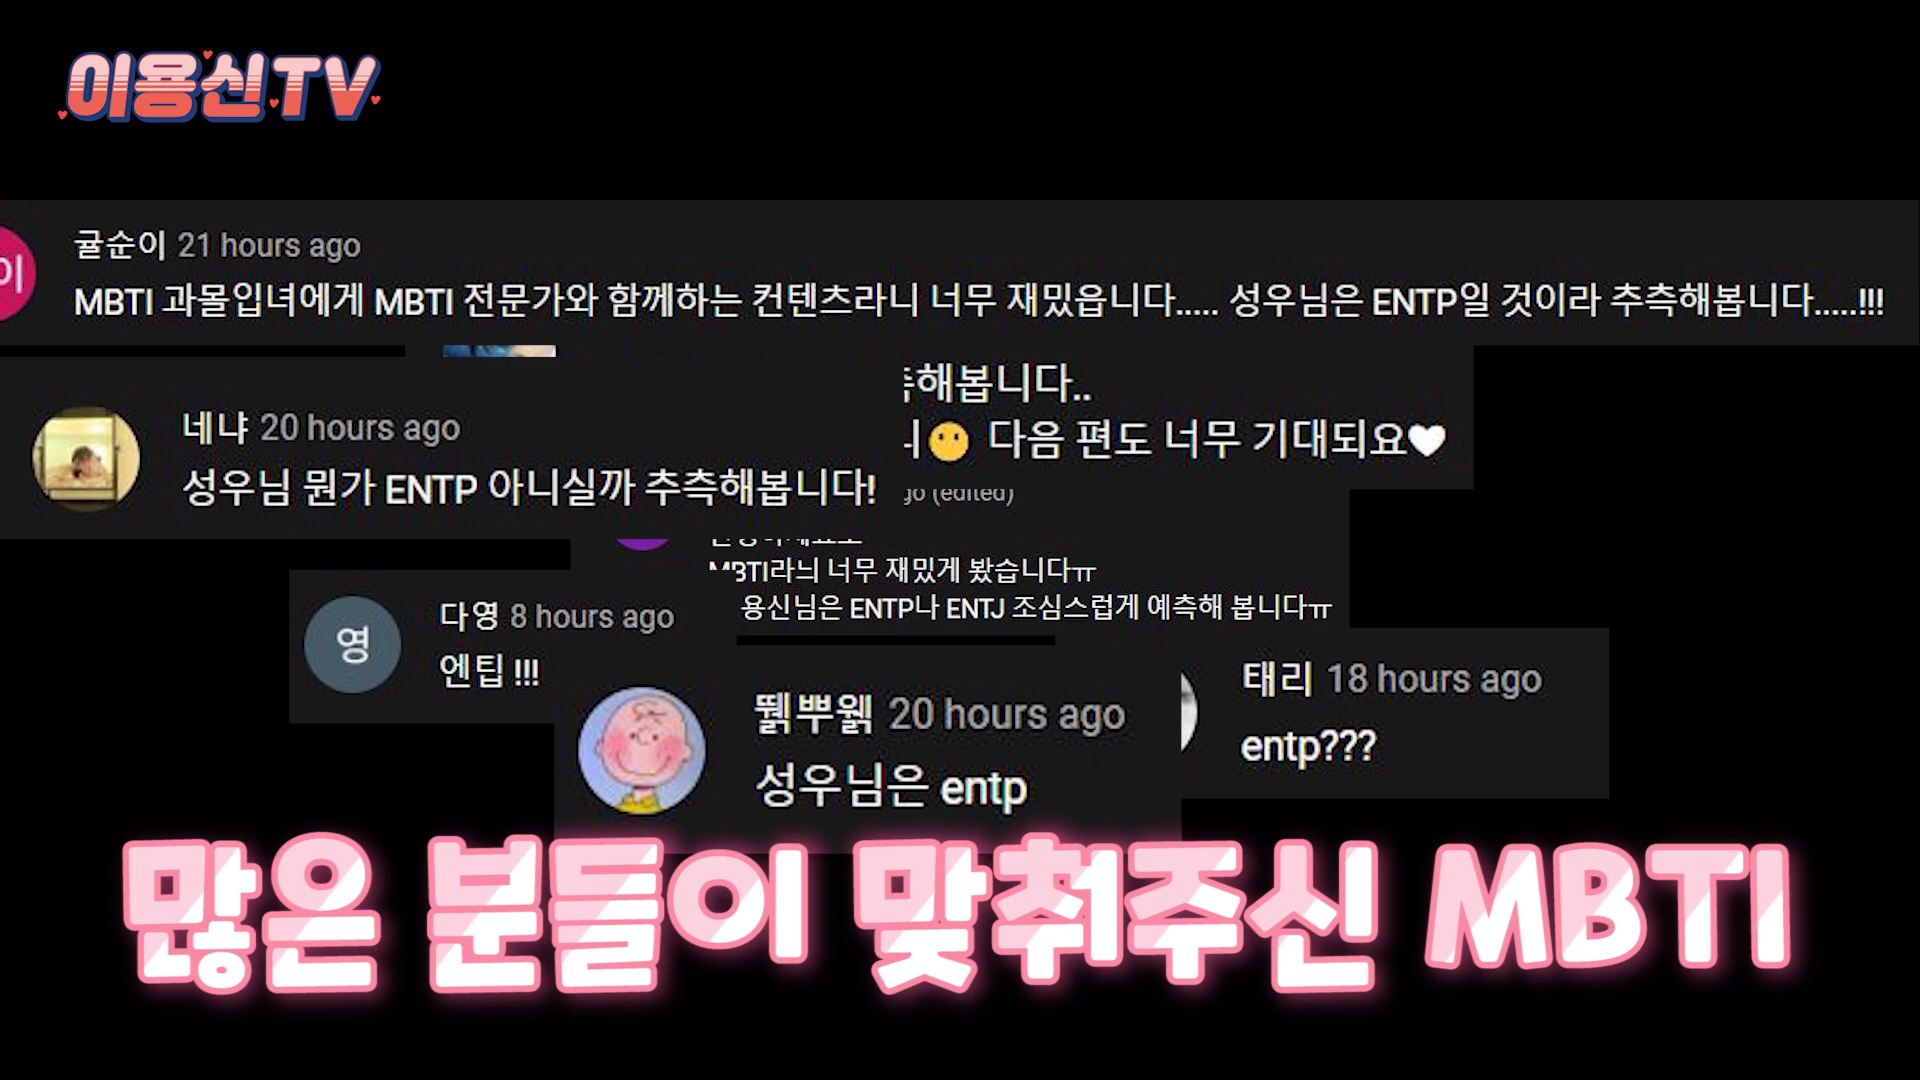 이용신TV
이
귤순이 21 hours ago
MBTI 과몰입녀에게 MBTI 전문가와 함께하는 컨텐츠라니 너무 재밌읍니다..... 성우님은 ENTP일 것이라 추측해봅니다.....!!!
해봅니다..
다음 편도 너무 기대되요
네냐 20 hours ago
성우님 뭔가 ENTP 아니실까 추측해봅니다!
(edited)
MBTI라늬 너무 재밌게 봤습니다ㅠ
용신님은 ENTP나 ENTJ 조심스럽게 예측해 봅니다ㅠ
영
다영 8 hours ago
엔팁 !!!
태리 18 hours ago
entp???
20 hours ago
성우님은 entp
많은 분들이 맞춰주신 MBTI